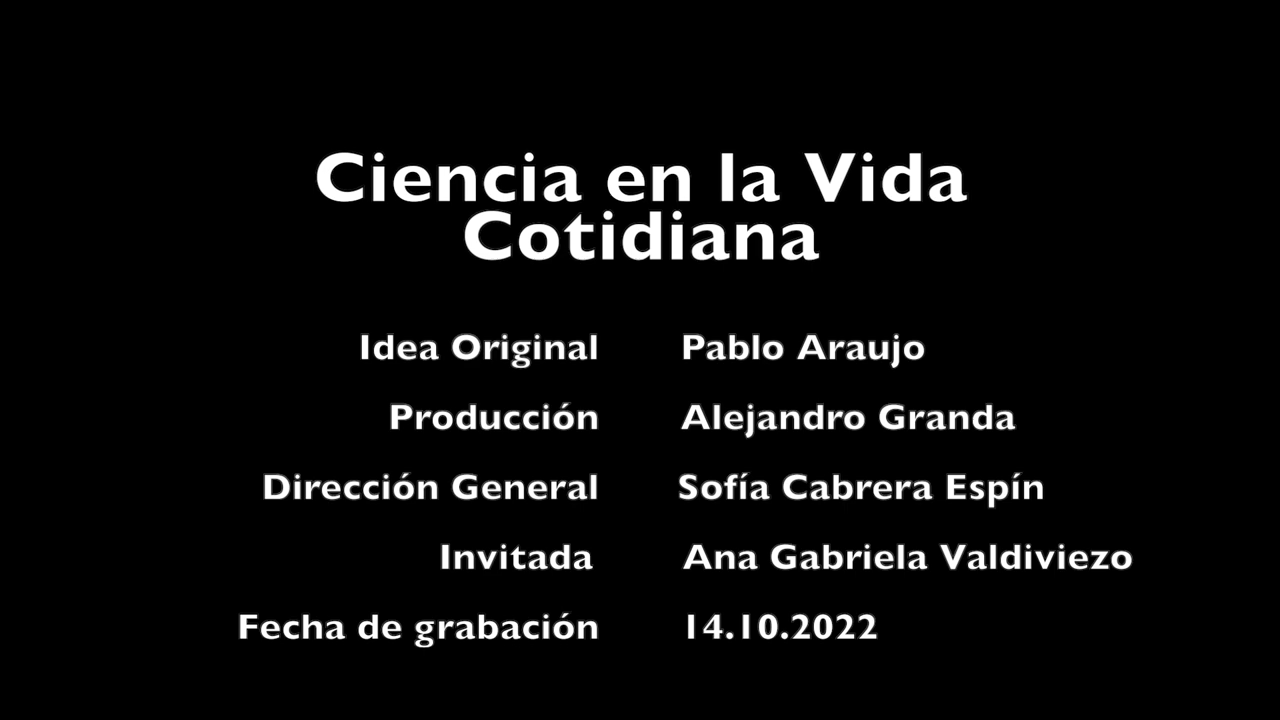 Ciencia en la Vida
Cotidiana
Idea Original Pablo Araujo
Producción Alejandro Granda
Dirección General Sofía Cabrera Espín
Invitada Ana Gabriela Valdiviezo
Fecha de grabación 14.10.2022